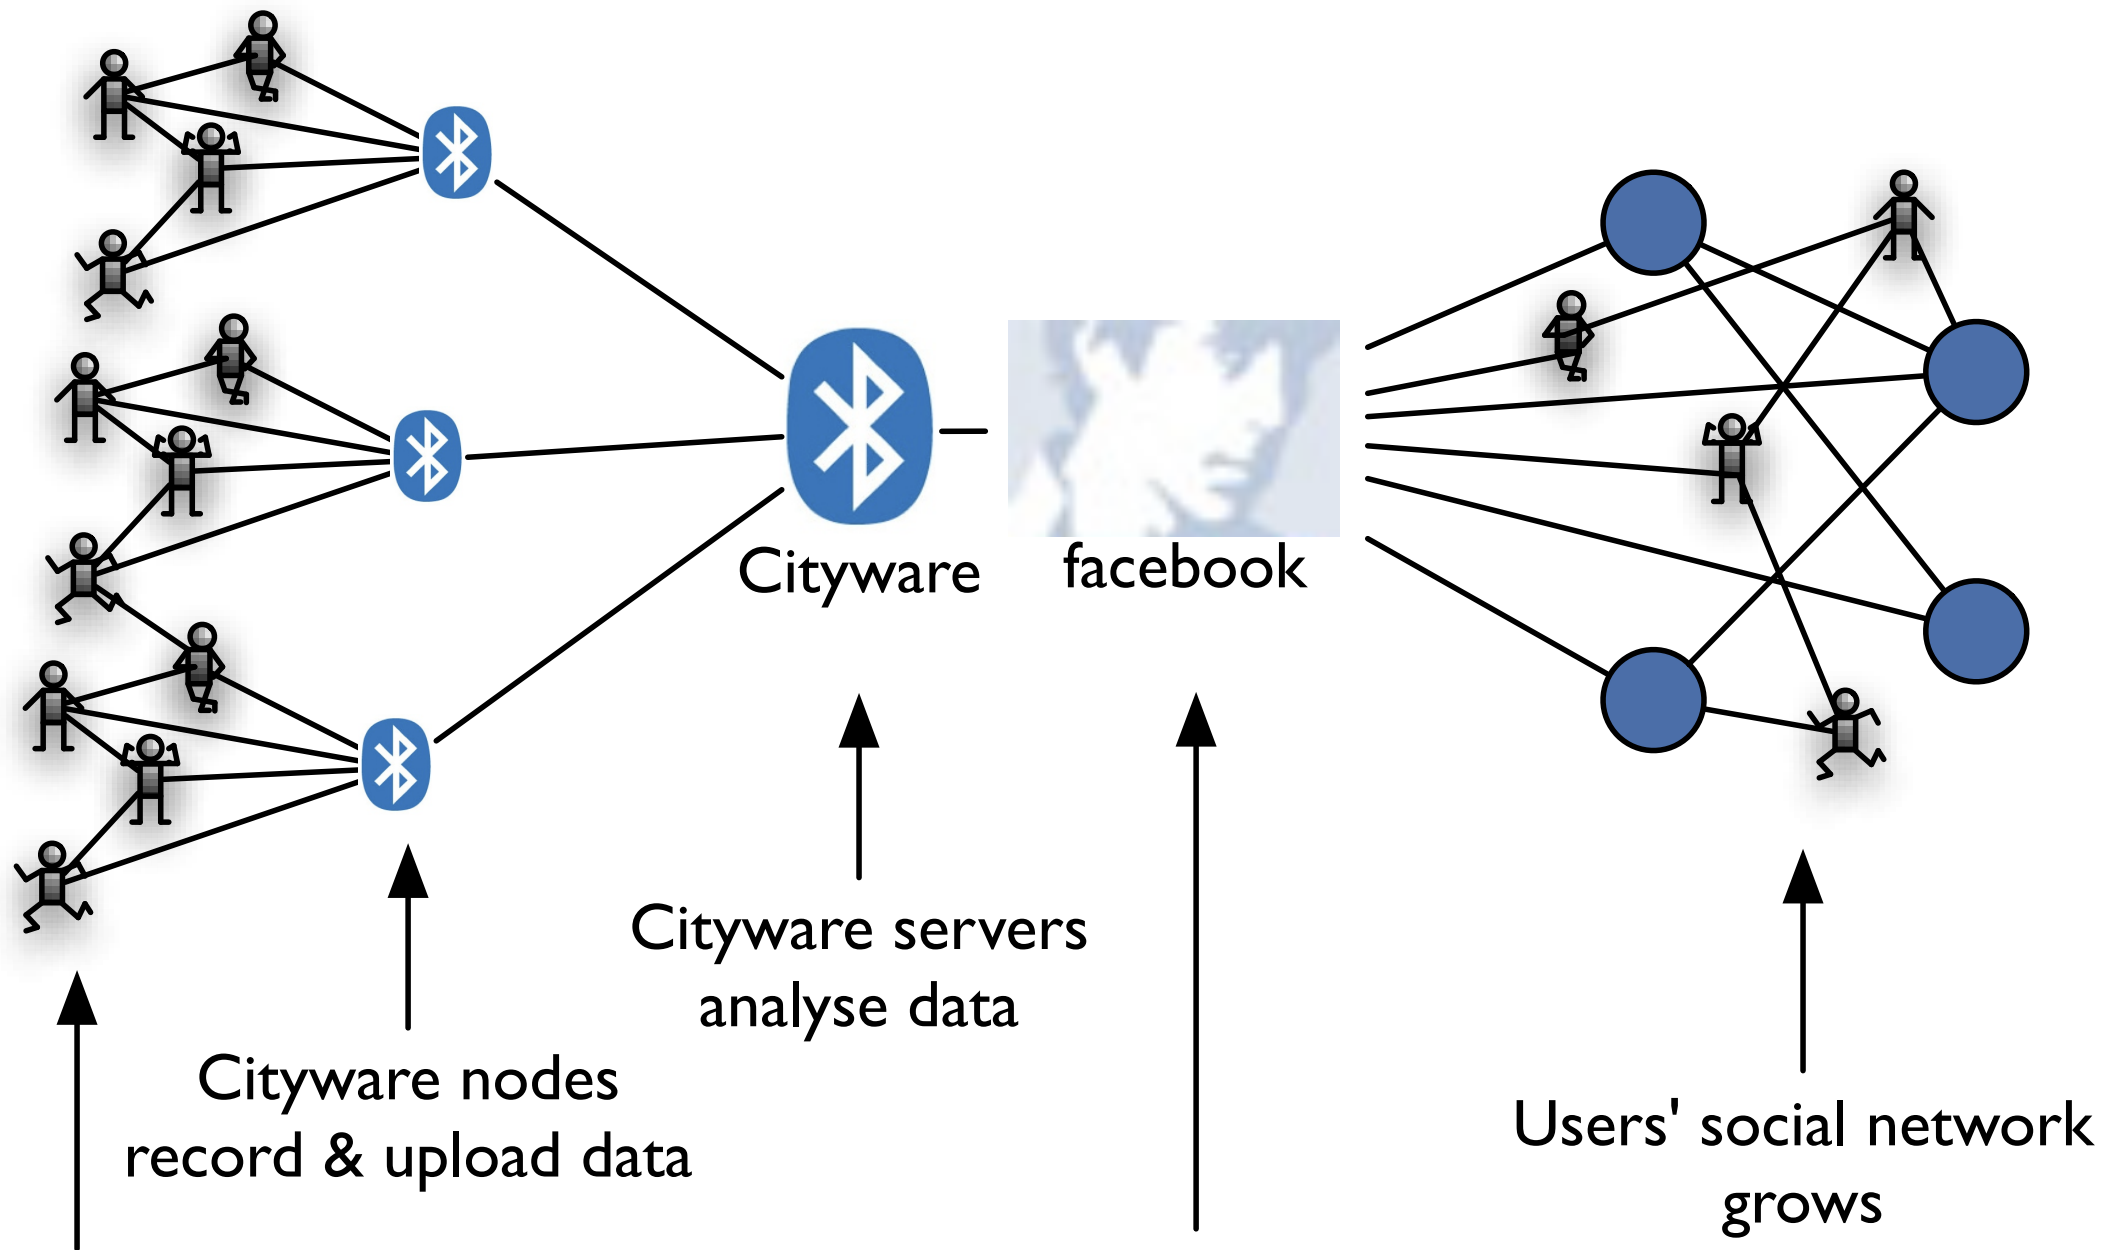 Cityware
facebook
Cityware servers
analyse data
Cityware nodes
record & upload data
Users' social network
grows